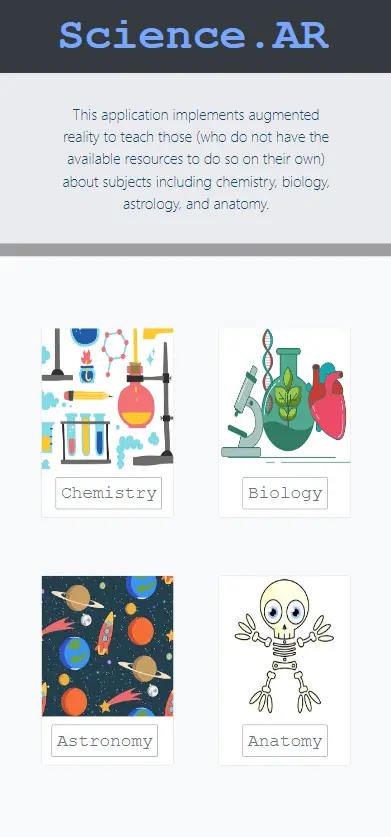 Science.AR
This application implements augmented
reality to teach those (who do not have the
available resources to do so on their own)
about subjects including chemistry, biology,
astrology, and anatomy.
Chemistry
Biology
Astronomy
Anatomy